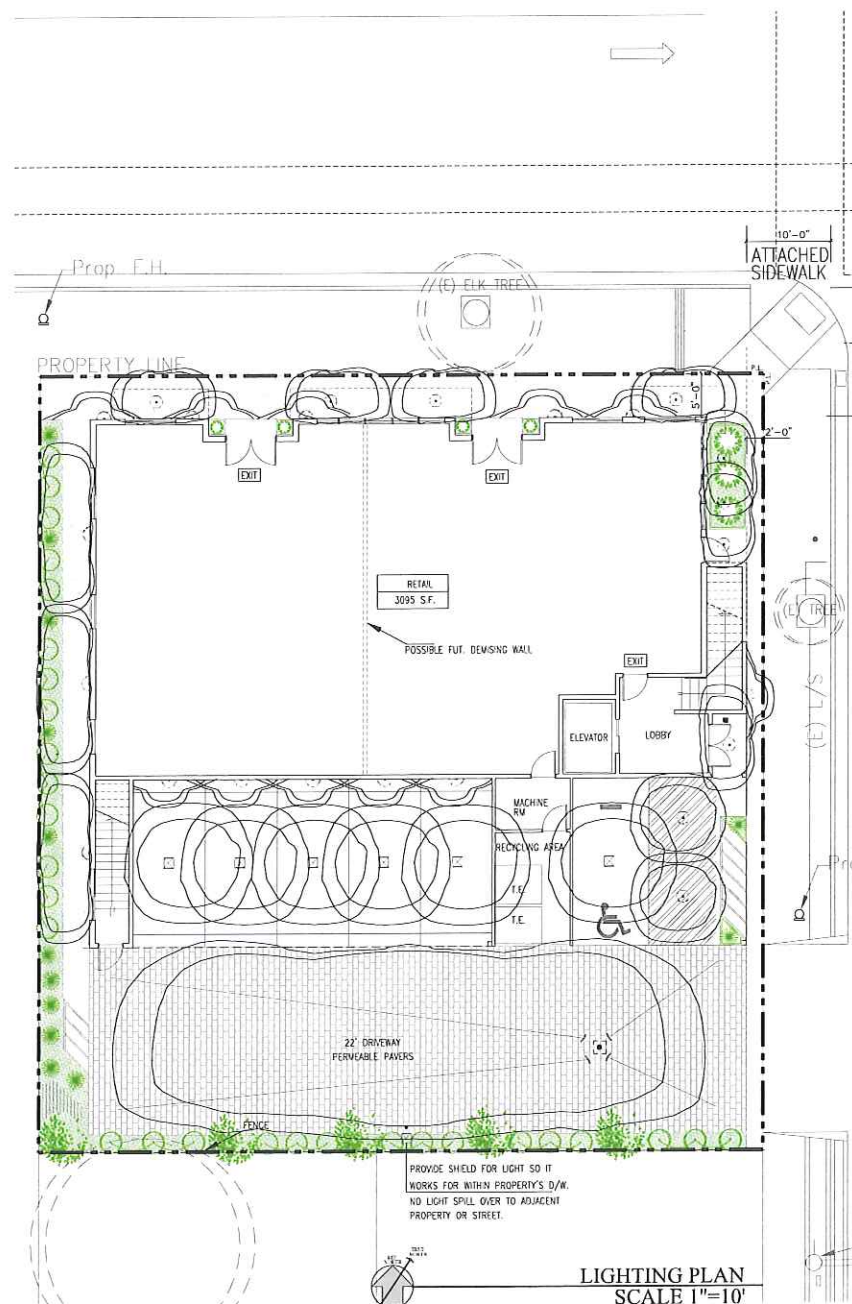 10'-0"
ATTACHED
SIDEWALK
Prop F.H.
(E) ELK TREE
PROPERTY LINE
5'-0"
2'-0"
EXIT
EXIT
RETAIL
3095 S.F.
(E) TREE
POSSIBLE FUT. DEMISING WALL
EXIT
(E) L/S
ELEVATOR
LOBBY
MACHINE
RM
RECYCLING AREA
T.E.
T.E.
22' DRIVEWAY
PERMEABLE PAVERS
FENCE
PROVIDE SHIELD FOR LIGHT SO IT
WORKS FOR WITHIN PROPERTY'S D/W.
NO LIGHT SPILL OVER TO ADJACENT
PROPERTY OR STREET.
LIGHTING PLAN
SCALE 1"=10'